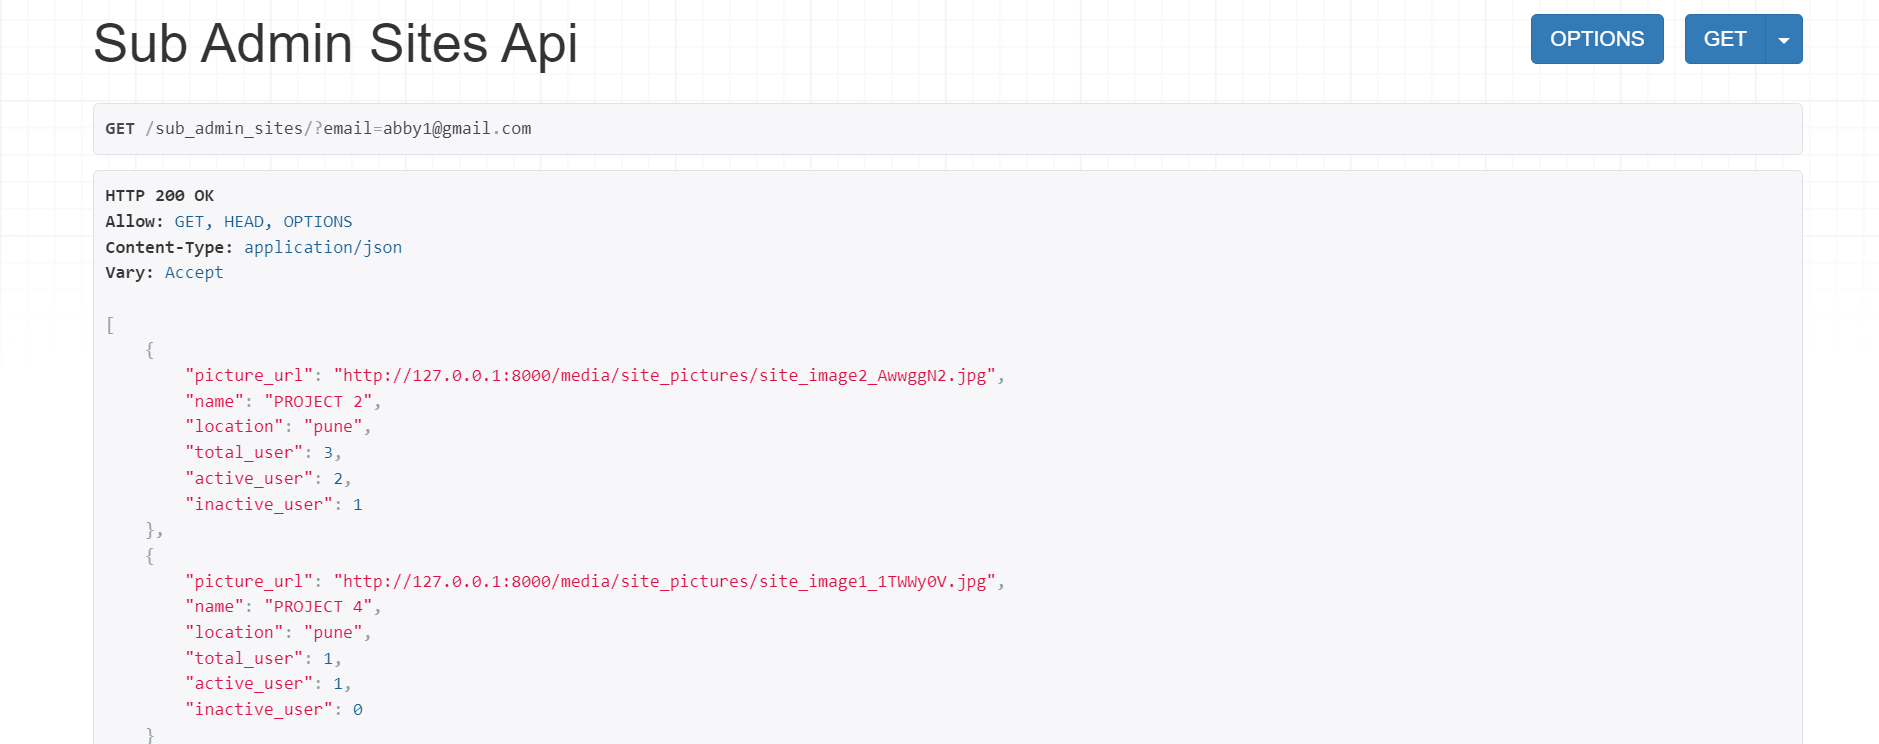 Sub Admin Sites Api
OPTIONS
GET
GET /sub_admin_sites/?email=abby1@gmail.com
HTTP 200 OK
Allow: GET, HEAD, OPTIONS
Content-Type: application/json
Vary: Accept
[
    {
        "picture_url": "http://127.0.0.1:8000/media/site_pictures/site_image2_AwwggN2.jpg",
        "name": "PROJECT 2",
        "location": "pune",
        "total_user": 3,
        "active_user": 2,
        "inactive_user": 1
    },
    {
        "picture_url": "http://127.0.0.1:8000/media/site_pictures/site_image1_1TWWy0V.jpg",
        "name": "PROJECT 4",
        "location": "pune",
        "total_user": 1,
        "active_user": 1,
        "inactive_user": 0
    }